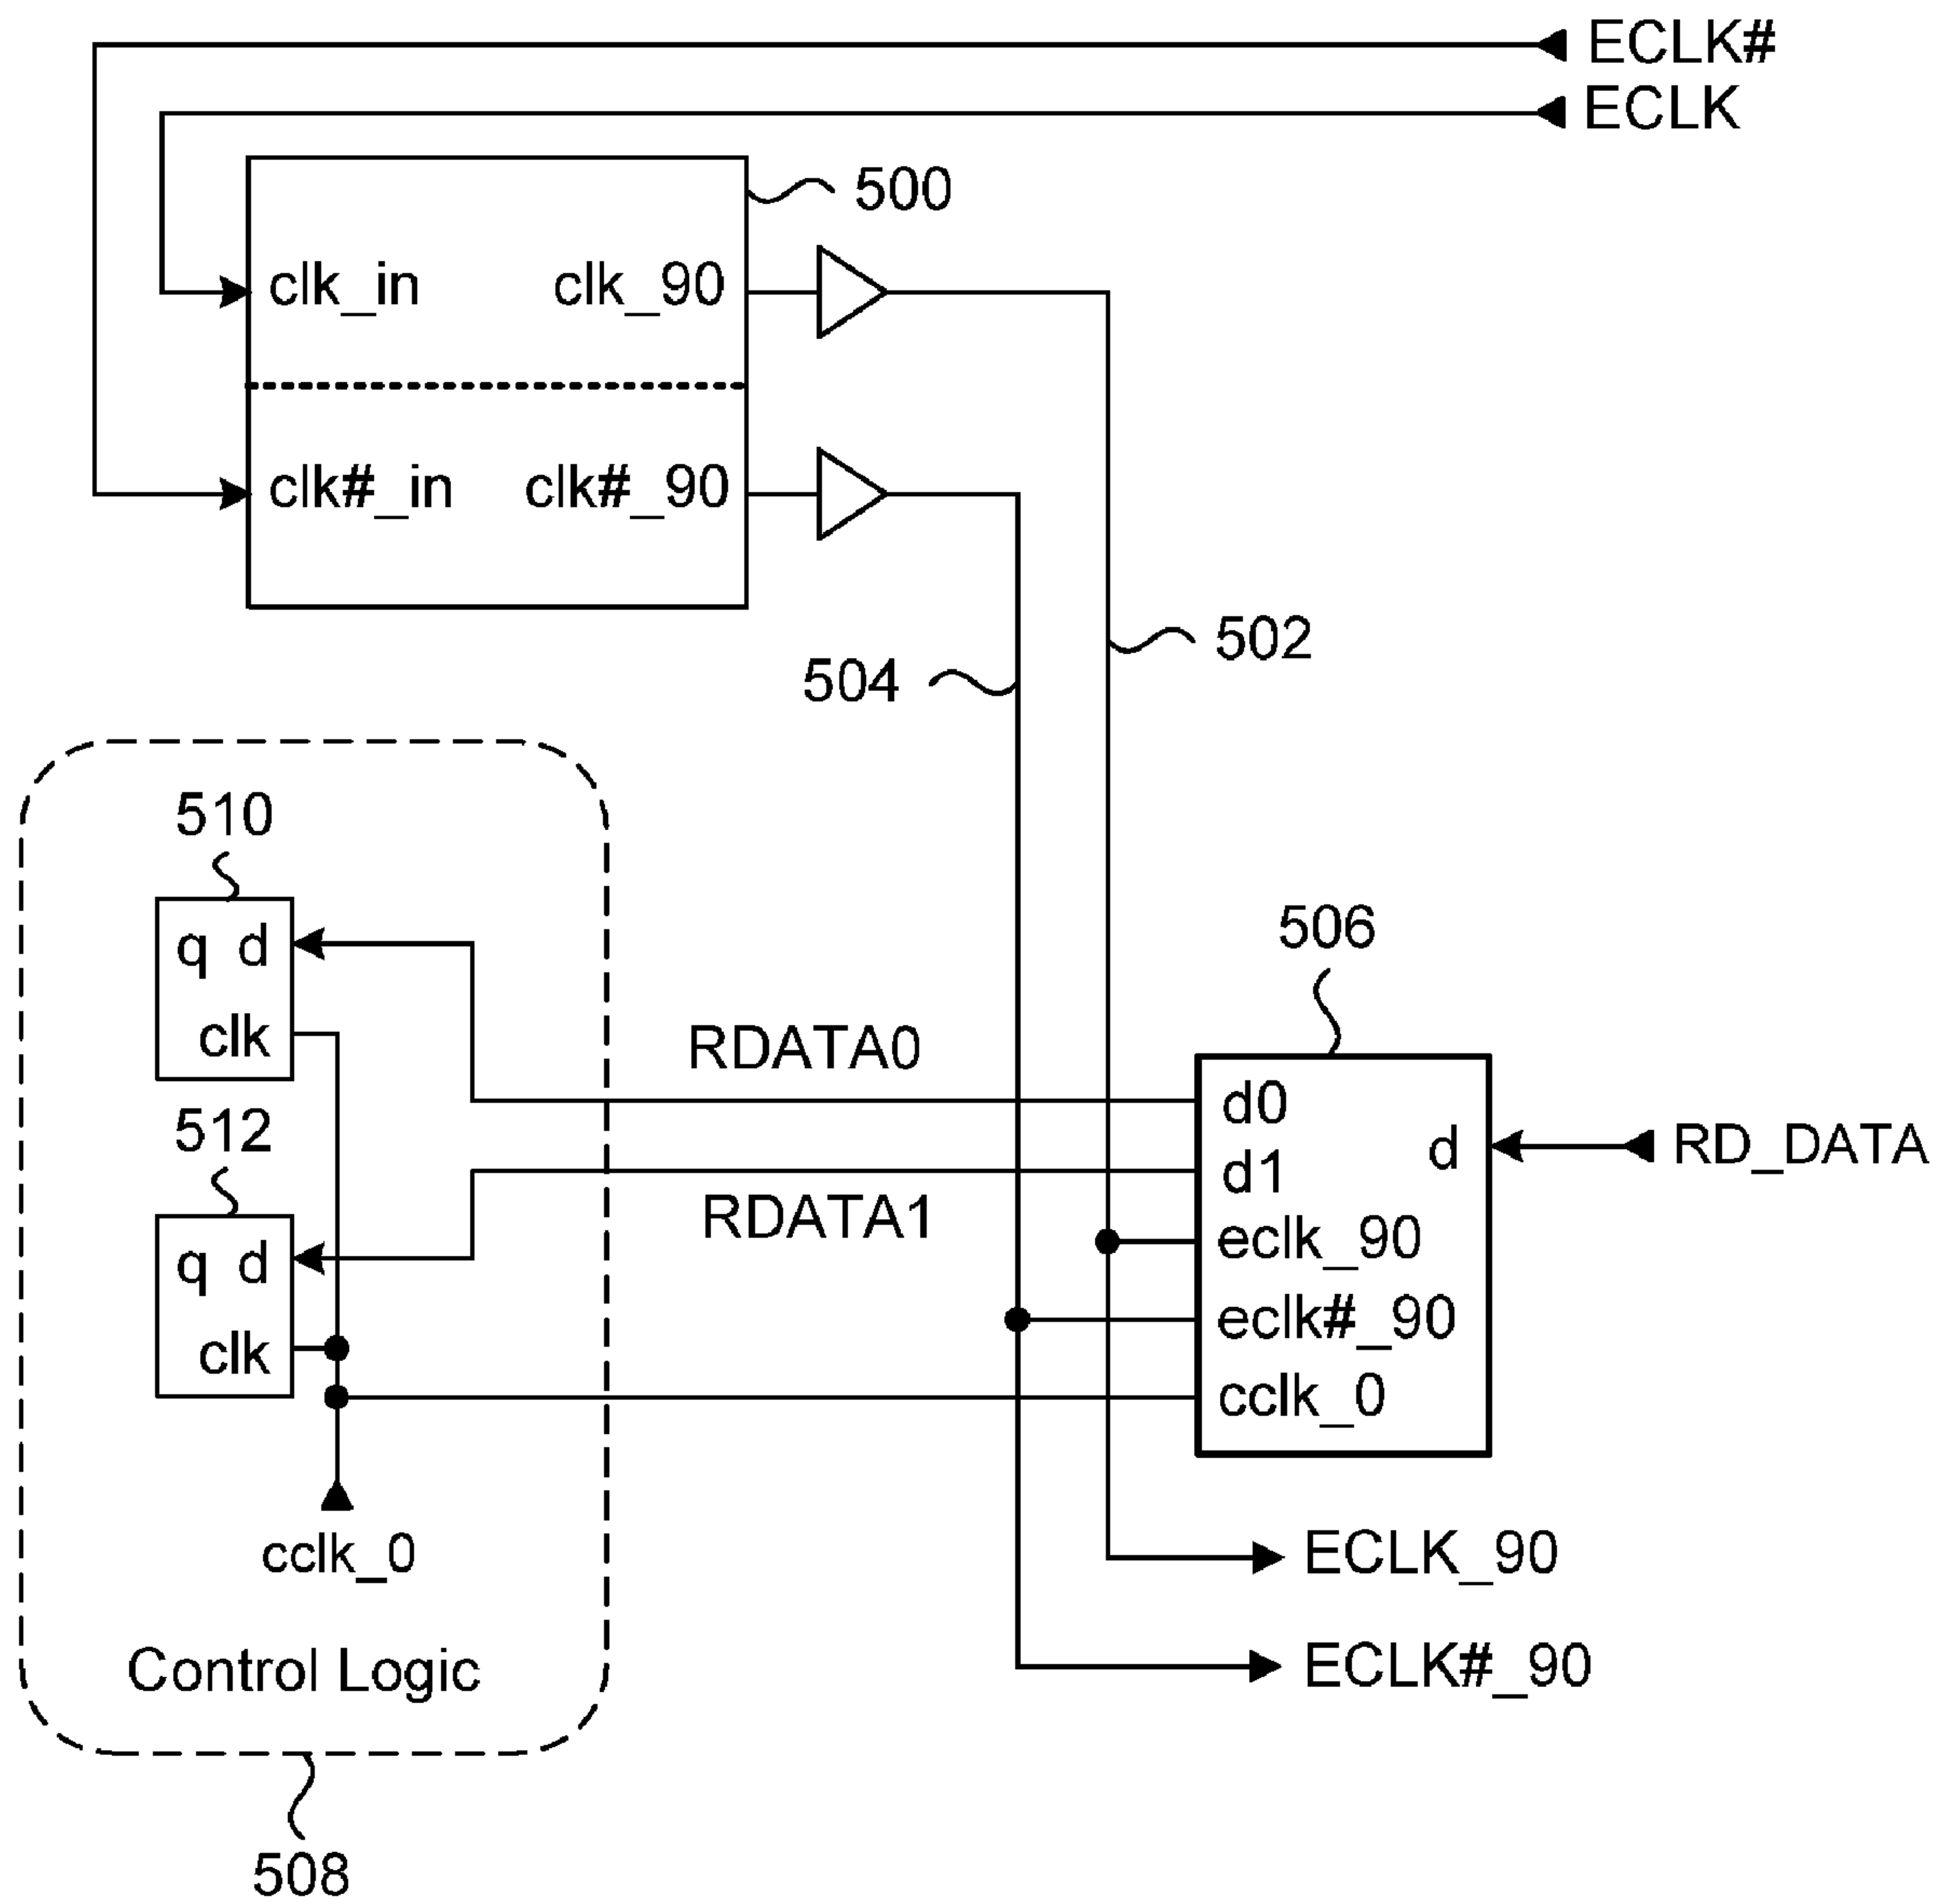 ECLK#
ECLK
500
clk_in clk_90
clk#_in clk#_90
502
504
510
q d
clk
506
RDATA0
d0
d
RD_DATA
512
d1
RDATA1
q d
eclk_90
eclk#_90
clk
cclk_0
cclk_0
ECLK_90
Control Logic
ECLK#_90
508